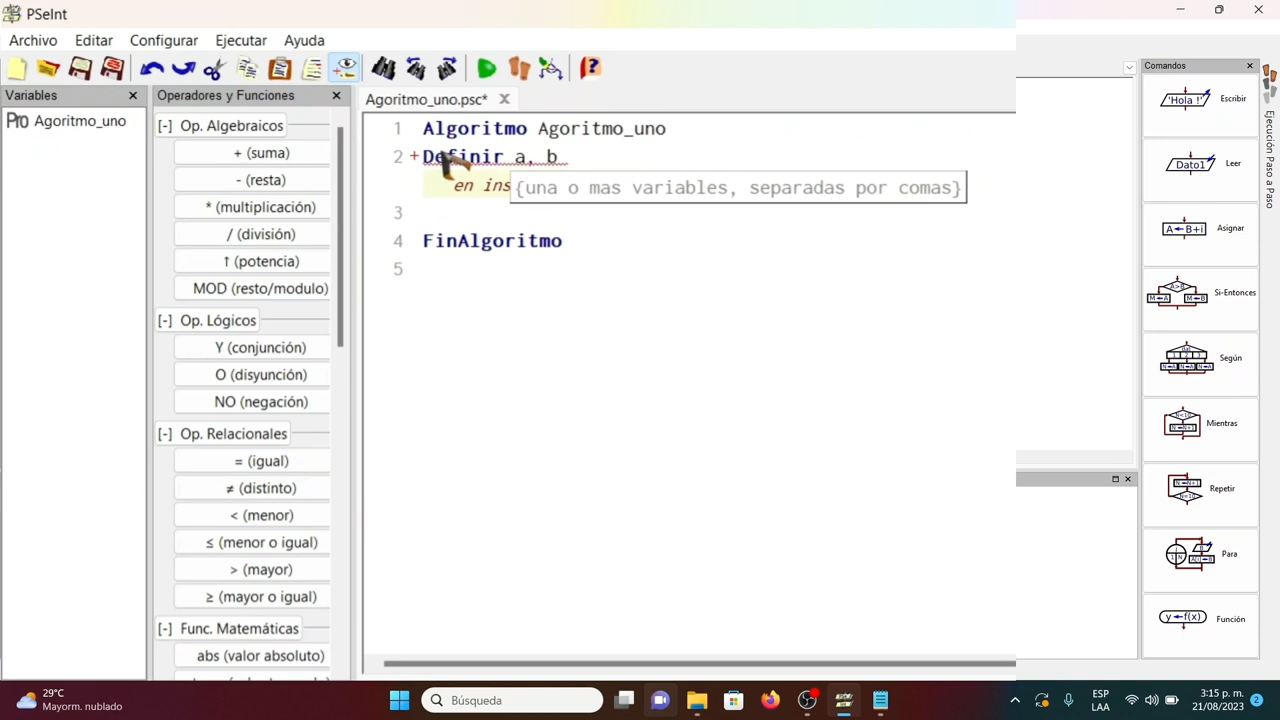 PSeInt
Archivo Editar Configurar Ejecutar Ayuda
Variables
Pro Agoritmo_uno
Operadores y Funciones
[-] Op. Algebraicos
+ (suma)
- (resta)
* (multiplicación)
/ (división)
↑ (potencia)
MOD (resto/modulo)
[-] Op. Lógicos
Y (conjunción)
O (disyunción)
NO (negación)
[-] Op. Relacionales
= (igual)
≠ (distinto)
< (menor)
≤ (menor o igual)
> (mayor)
≥ (mayor o igual)
[-] Func. Matemáticas
abs (valor absoluto)
Agoritmo_uno.psc*
1 Algoritmo Agoritmo_uno
2 + Definir a, b
en ins
{una o mas variables, separadas por comas}
3
4 FinAlgoritmo
5
Comandos
'Hola !' Escribir
Dato1 Leer
A←B+i Asignar
A>B M←A M←B Si-Entonces
Según
Mientras
Repetir
Para
y←f(x) Función
Ejecución Paso a Paso
29°C
Mayorm. nublado
Búsqueda
ESP
LAA
3:15 p. m.
21/08/2023
2